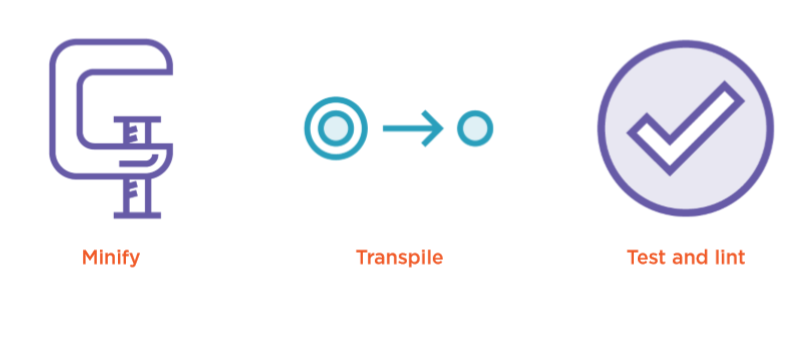 Minify
Transpile
Test and lint